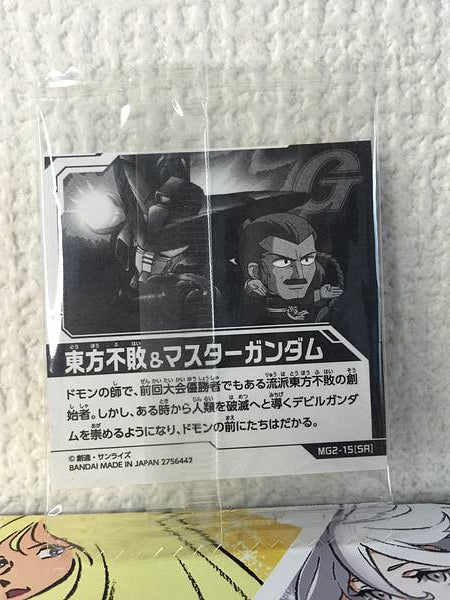 G
東方不敗&マスターガンダム
ドモンの師で、前回大会優勝者でもある流派東方不敗の創
始者。しかし、ある時から人類を破滅へと導くデビルガンダ
ムを崇めるようになり、ドモンの前にたちはだかる。
©創通・サンライズ
BANDAI MADE IN JAPAN 2756442
MG2-15[SR]